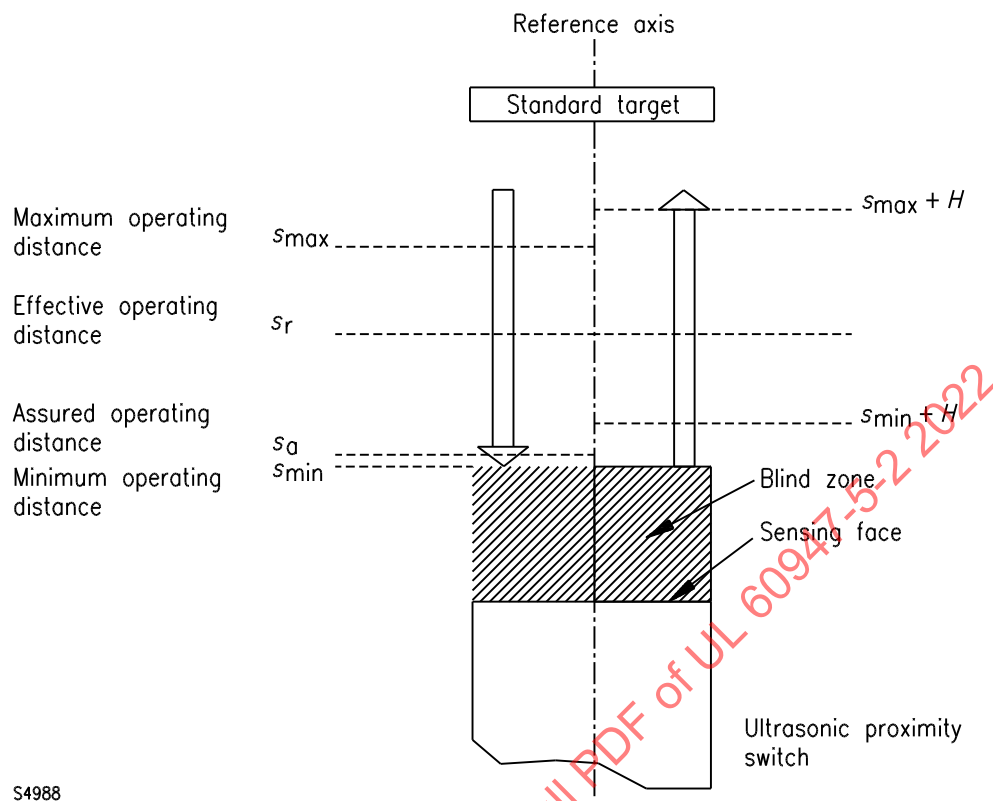 Reference axis
Standard target
Maximum operating
distance
smax
smax + H
Effective operating
distance
sr
Assured operating
distance
sa
smin + H
Minimum operating
distance
smin
Blind zone
Sensing face
Ultrasonic proximity
switch
S4988
ll PDF of UL 60947-5-2 2022